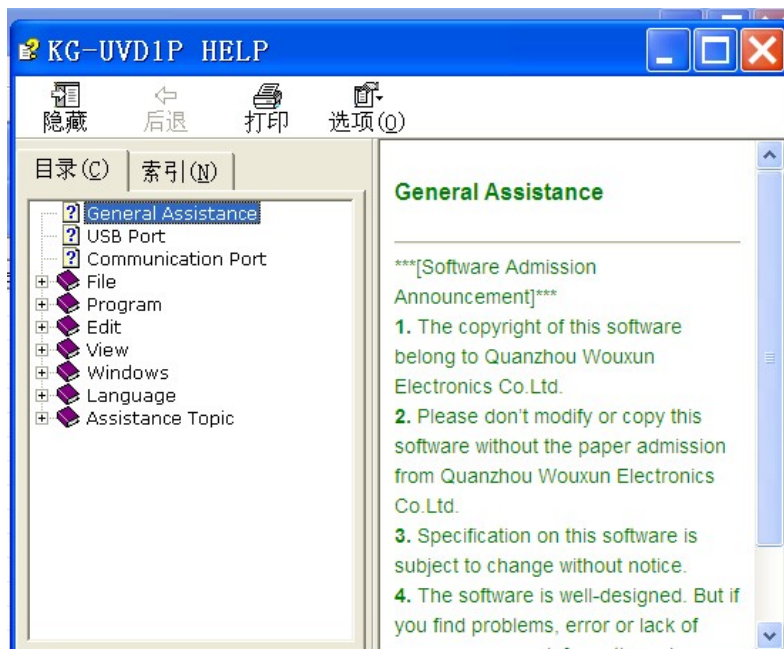 KG-UVD1P HELP
隐藏 后退 打印 选项(O)
目录(C) 索引(N)
General Assistance
USB Port
Communication Port
File
Program
Edit
View
Windows
Language
Assistance Topic
General Assistance
***[Software Admission
Announcement]***
1. The copyright of this software
belong to Quanzhou Wouxun
Electronics Co.Ltd.
2. Please don't modify or copy this
software without the paper admission
from Quanzhou Wouxun Electronics
Co.Ltd.
3. Specification on this software is
subject to change without notice.
4. The software is well-designed. But if
you find problems, error or lack of